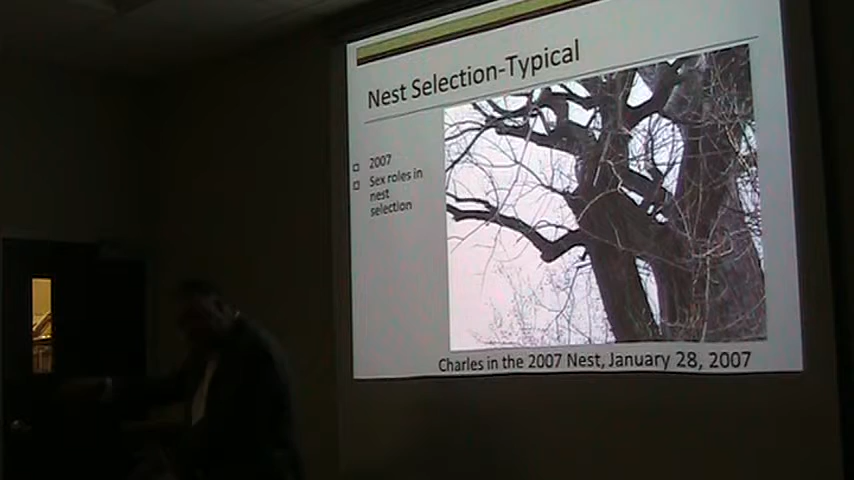 Nest Selection-Typical
2007
Sex roles in
nest
selection
Charles in the 2007 Nest, January 28, 2007